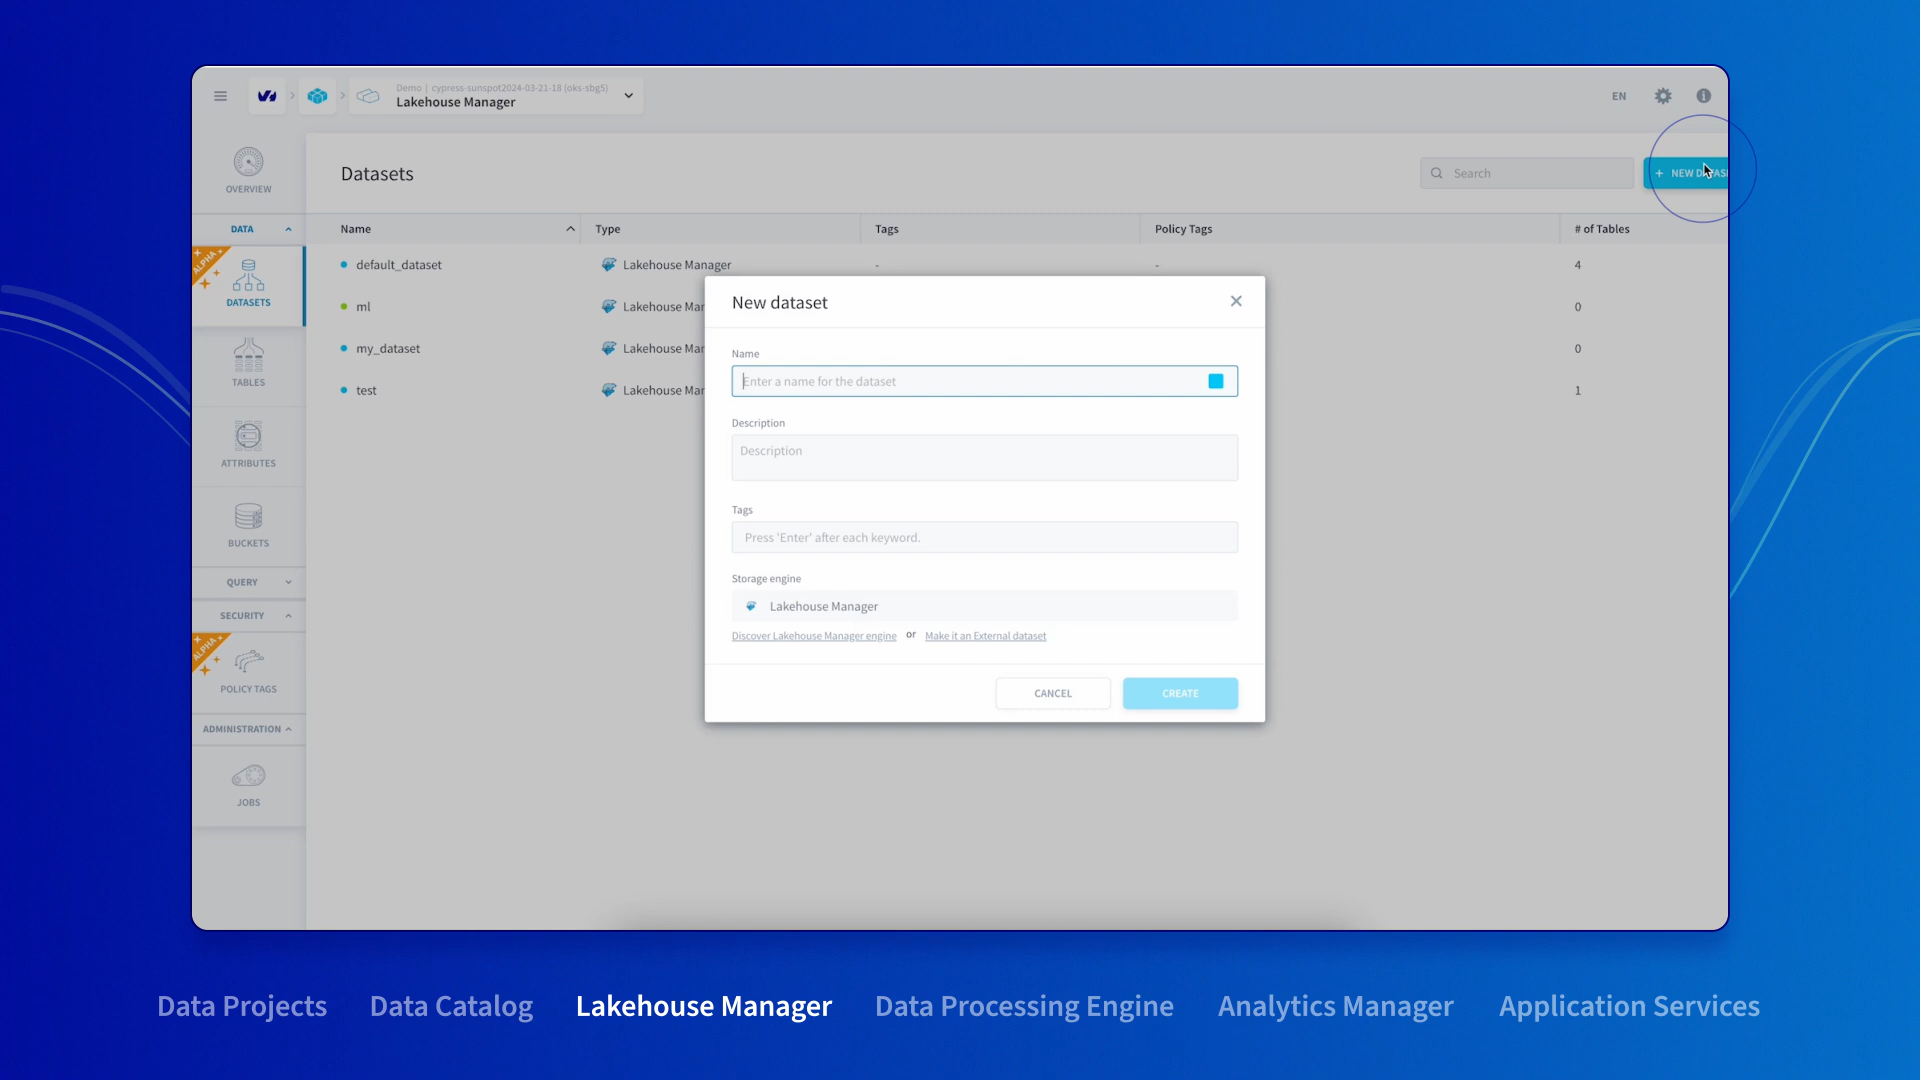 Demo | cypress-sunspot2024-03-21-18 (oks-sbg5)
Lakehouse Manager
EN
OVERVIEW
DATA
ALPHA
DATASETS
TABLES
ATTRIBUTES
BUCKETS
QUERY
SECURITY
ALPHA
POLICY TAGS
ADMINISTRATION
JOBS
Datasets
Search
+ NEW DATAS
Name Type Tags Policy Tags # of Tables
default_dataset Lakehouse Manager - - 4
ml Lakehouse Man 0
my_dataset Lakehouse Man 0
test Lakehouse Man 1
New dataset
Name
Enter a name for the dataset
Description
Description
Tags
Press 'Enter' after each keyword.
Storage engine
Lakehouse Manager
Discover Lakehouse Manager engine or Make it an External dataset
CANCEL
CREATE
Data Projects Data Catalog Lakehouse Manager Data Processing Engine Analytics Manager Application Services